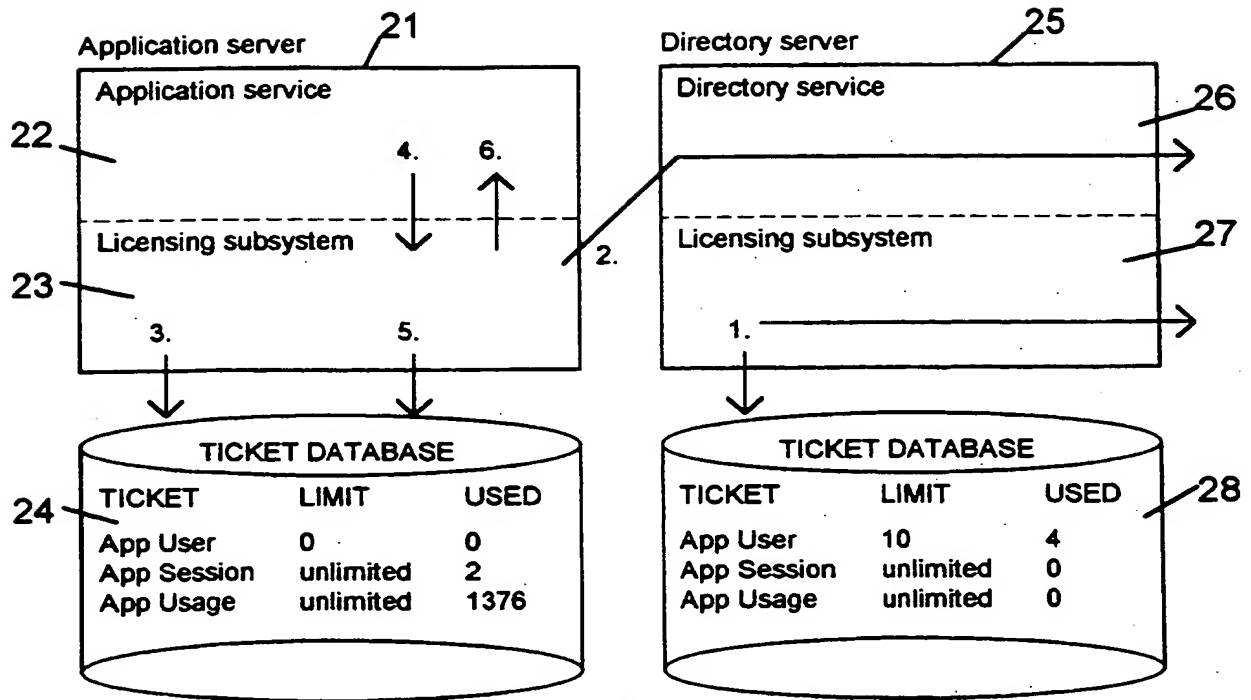 21
25
Application server
Directory server
Application service
Directory service
26
22
4.
6.
Licensing subsystem
Licensing subsystem
27
2.
23
3.
5.
1.
TICKET DATABASE
TICKET LIMIT USED
24
App User 0 0
App Session unlimited 2
App Usage unlimited 1376
TICKET DATABASE
TICKET LIMIT USED
28
App User 10 4
App Session unlimited 0
App Usage unlimited 0